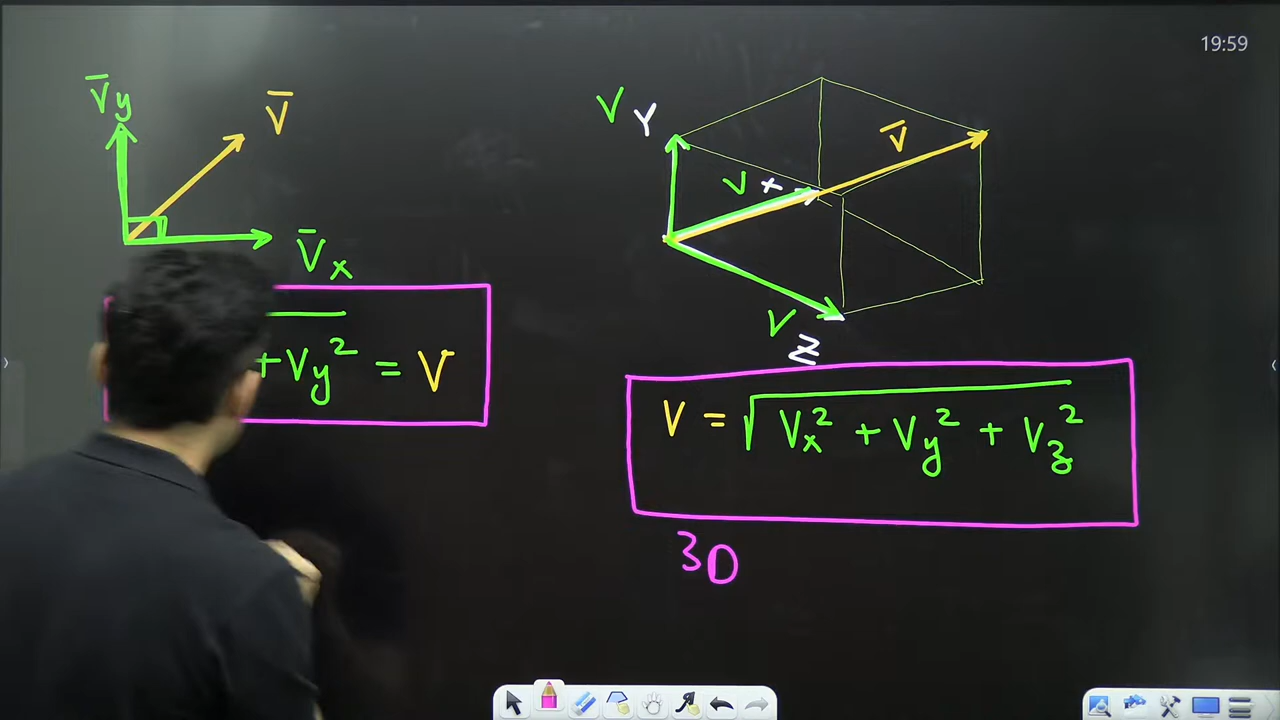 19:59
V̅y
V̅
V̅x
+Vy² = V
V Y
V̅
V x
V Z
V = √Vx² + Vy² + Vz²
3D